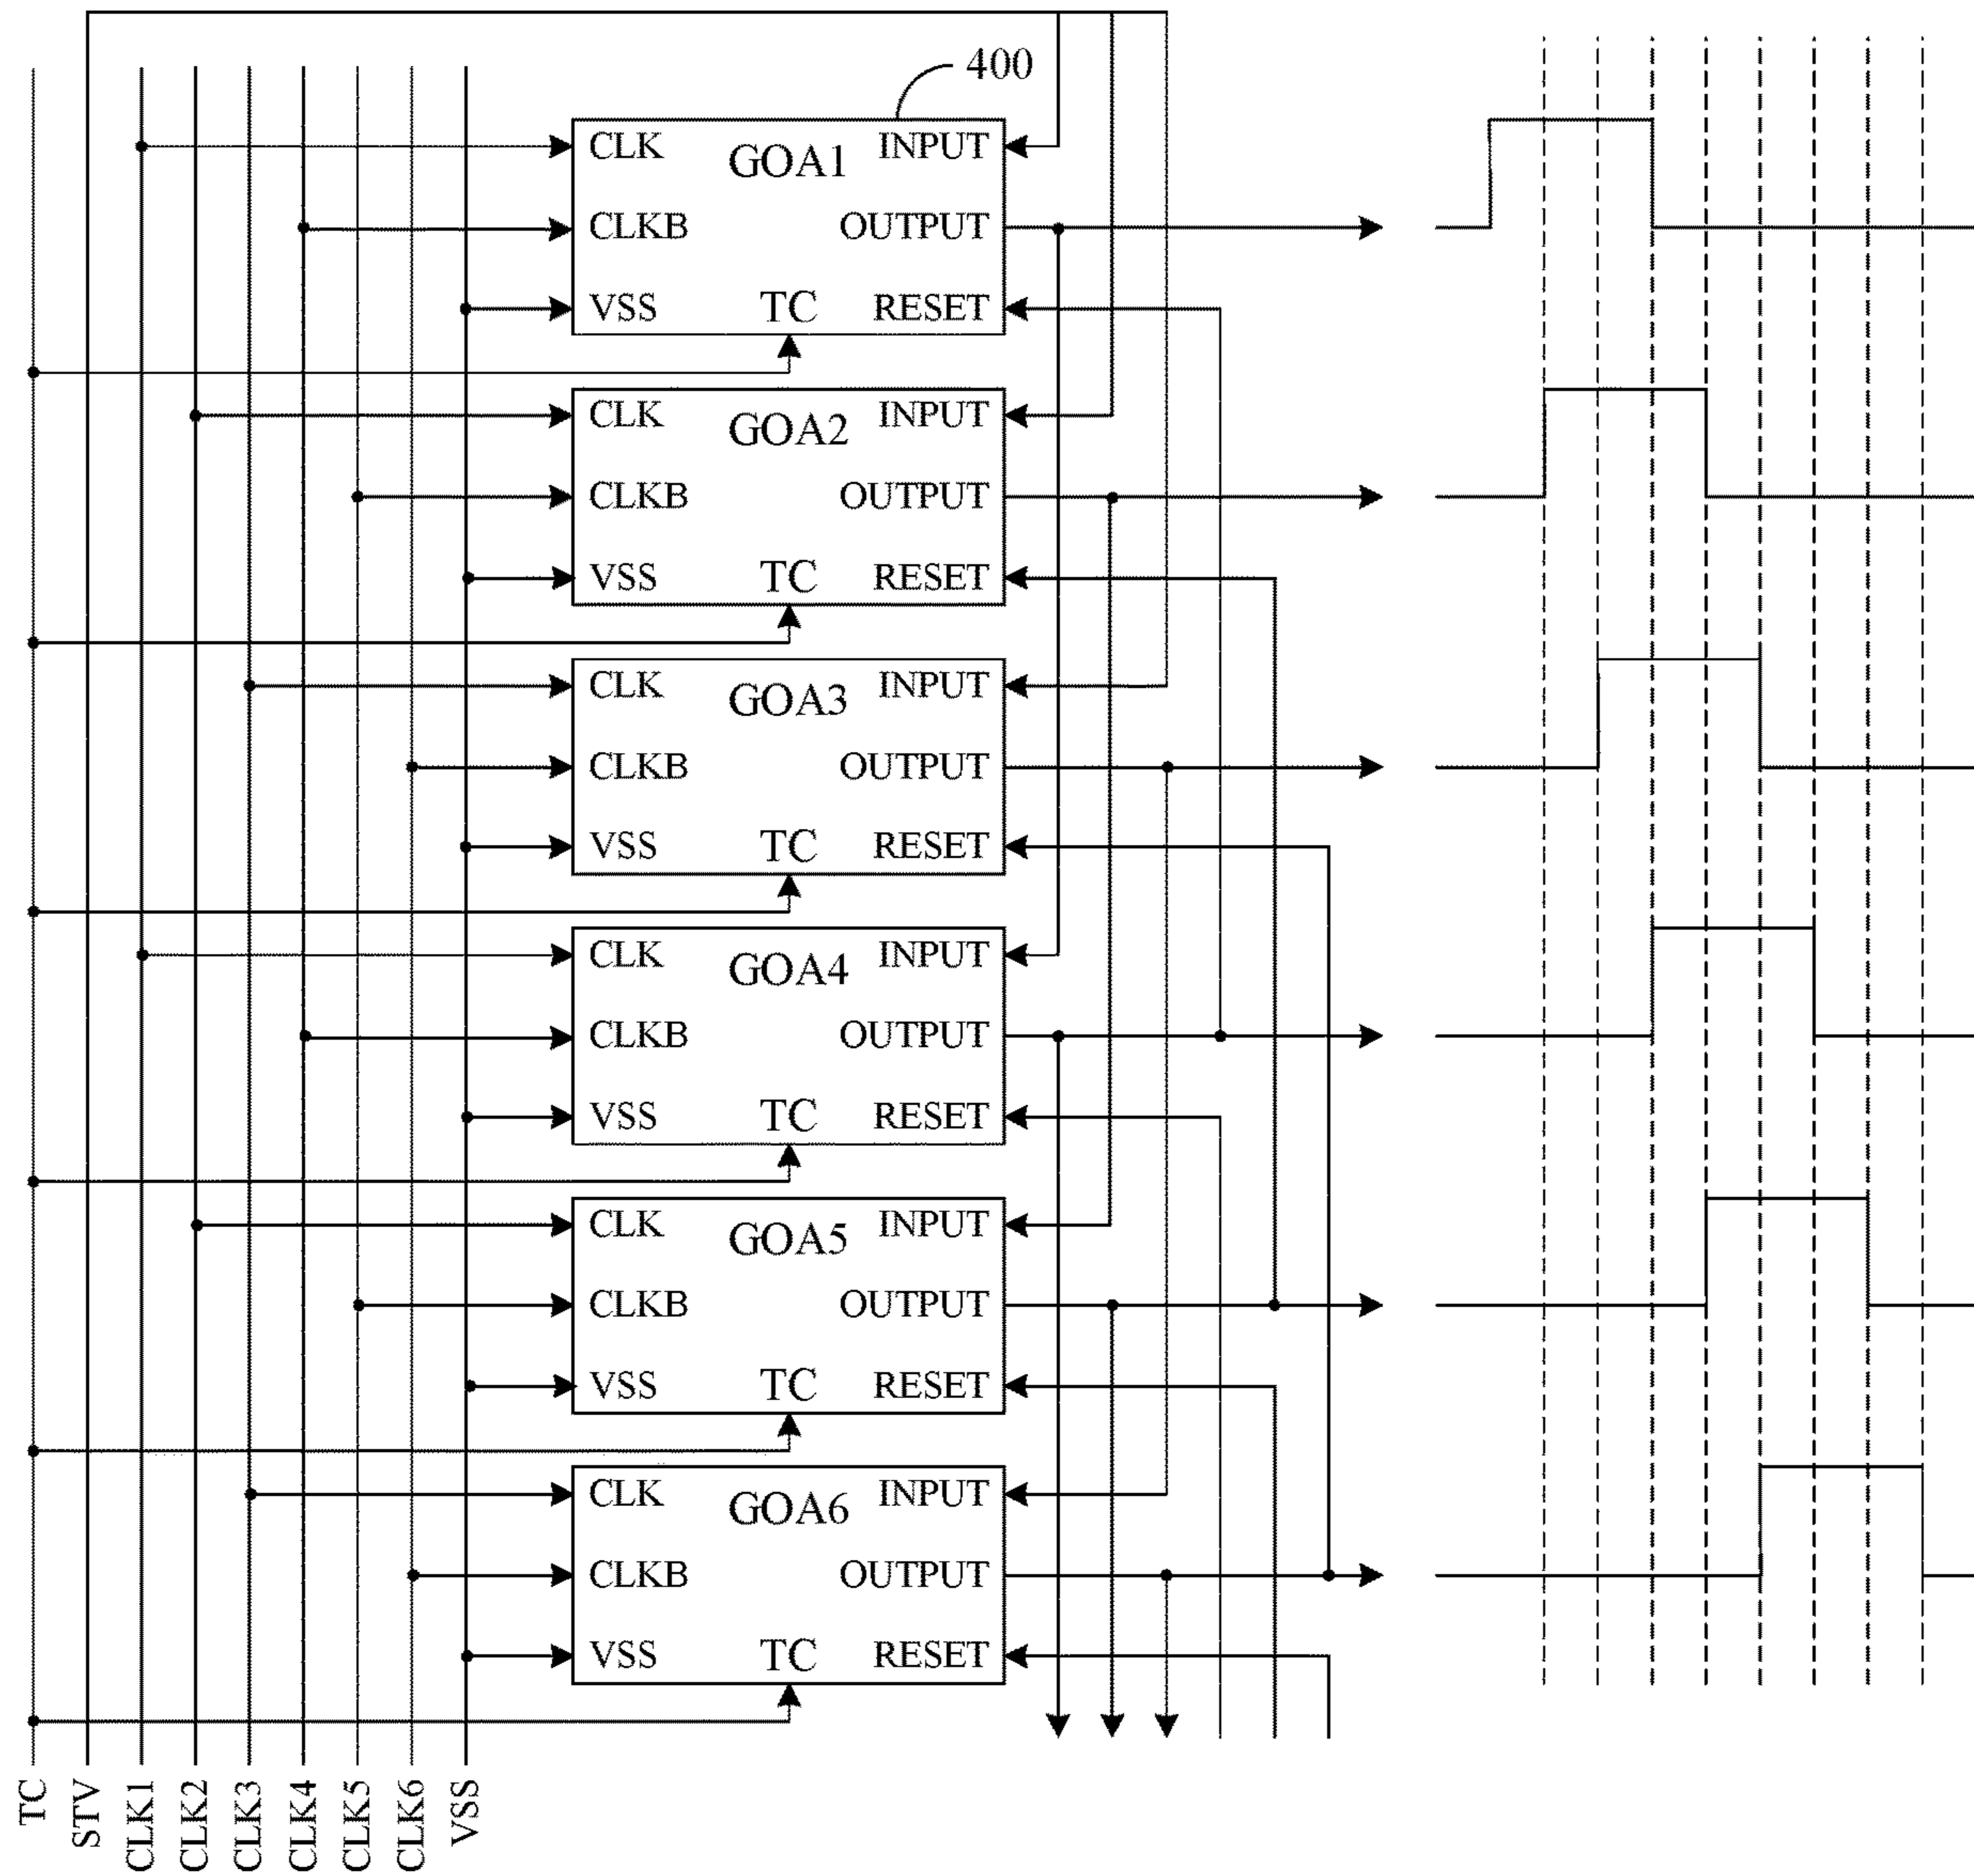 400
CLK GOA1 INPUT
CLKB OUTPUT
VSS TC RESET
CLK GOA2 INPUT
CLKB OUTPUT
VSS TC RESET
CLK GOA3 INPUT
CLKB OUTPUT
VSS TC RESET
CLK GOA4 INPUT
CLKB OUTPUT
VSS TC RESET
CLK GOA5 INPUT
CLKB OUTPUT
VSS TC RESET
CLK GOA6 INPUT
CLKB OUTPUT
VSS TC RESET
TC
STV
CLK1
CLK2
CLK3
CLK4
CLK5
CLK6
VSS